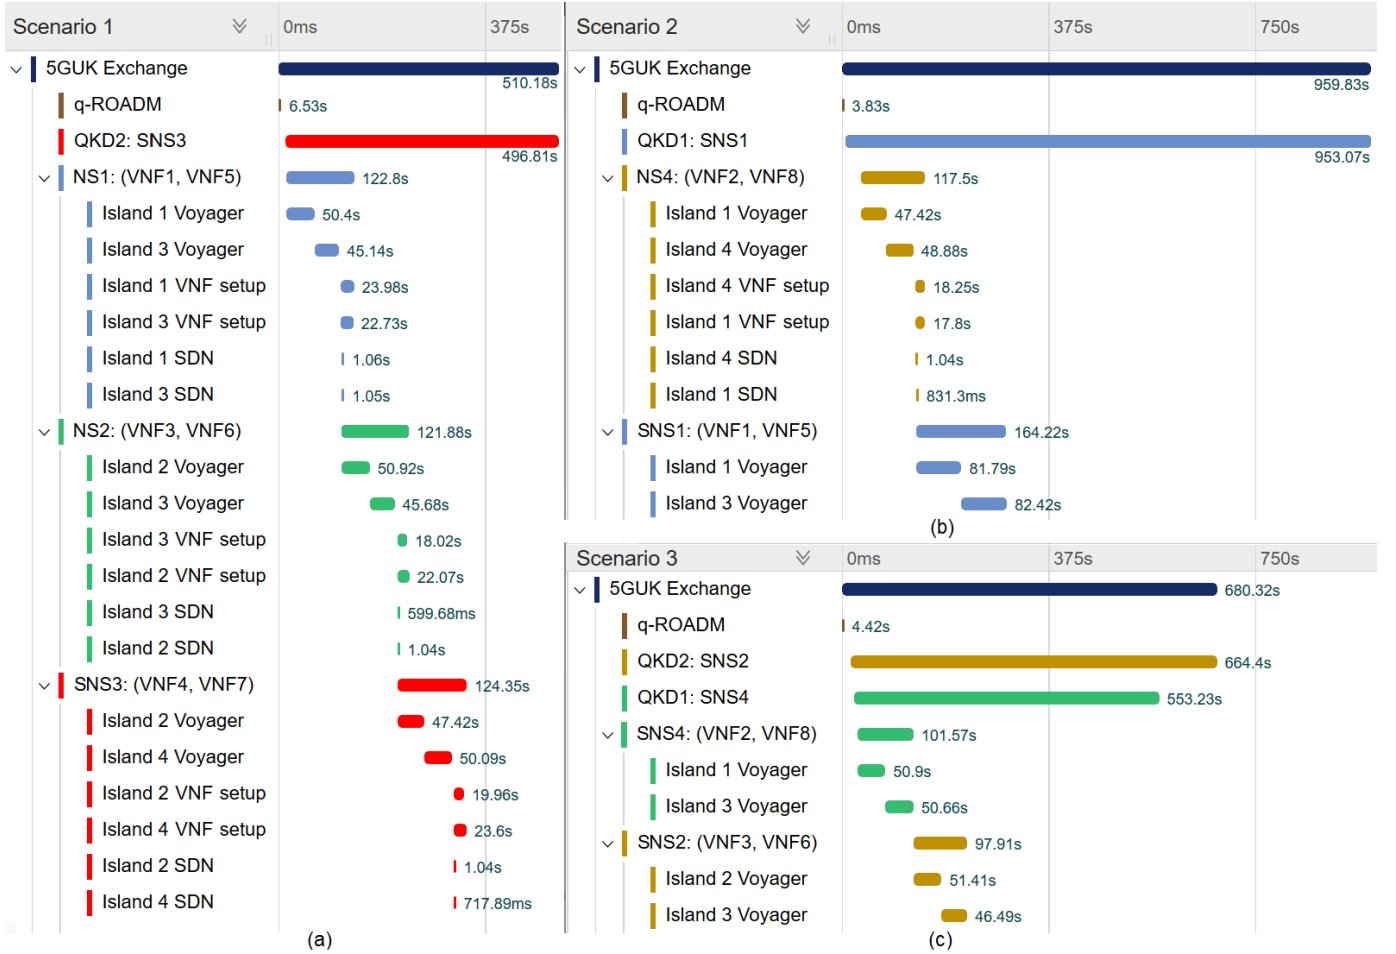 Scenario 1 0ms 375s
5GUK Exchange 510.18s
q-ROADM 6.53s
QKD2: SNS3 496.81s
NS1: (VNF1, VNF5) 122.8s
Island 1 Voyager 50.4s
Island 3 Voyager 45.14s
Island 1 VNF setup 23.98s
Island 3 VNF setup 22.73s
Island 1 SDN 1.06s
Island 3 SDN 1.05s
NS2: (VNF3, VNF6) 121.88s
Island 2 Voyager 50.92s
Island 3 Voyager 45.68s
Island 3 VNF setup 18.02s
Island 2 VNF setup 22.07s
Island 3 SDN 599.68ms
Island 2 SDN 1.04s
SNS3: (VNF4, VNF7) 124.35s
Island 2 Voyager 47.42s
Island 4 Voyager 50.09s
Island 2 VNF setup 19.96s
Island 4 VNF setup 23.6s
Island 2 SDN 1.04s
Island 4 SDN 717.89ms
(a)
Scenario 2 0ms 375s 750s
5GUK Exchange 959.83s
q-ROADM 3.83s
QKD1: SNS1 953.07s
NS4: (VNF2, VNF8) 117.5s
Island 1 Voyager 47.42s
Island 4 Voyager 48.88s
Island 4 VNF setup 18.25s
Island 1 VNF setup 17.8s
Island 4 SDN 1.04s
Island 1 SDN 831.3ms
SNS1: (VNF1, VNF5) 164.22s
Island 1 Voyager 81.79s
Island 3 Voyager 82.42s
(b)
Scenario 3 0ms 375s 750s
5GUK Exchange 680.32s
q-ROADM 4.42s
QKD2: SNS2 664.4s
QKD1: SNS4 553.23s
SNS4: (VNF2, VNF8) 101.57s
Island 1 Voyager 50.9s
Island 3 Voyager 50.66s
SNS2: (VNF3, VNF6) 97.91s
Island 2 Voyager 51.41s
Island 3 Voyager 46.49s
(c)